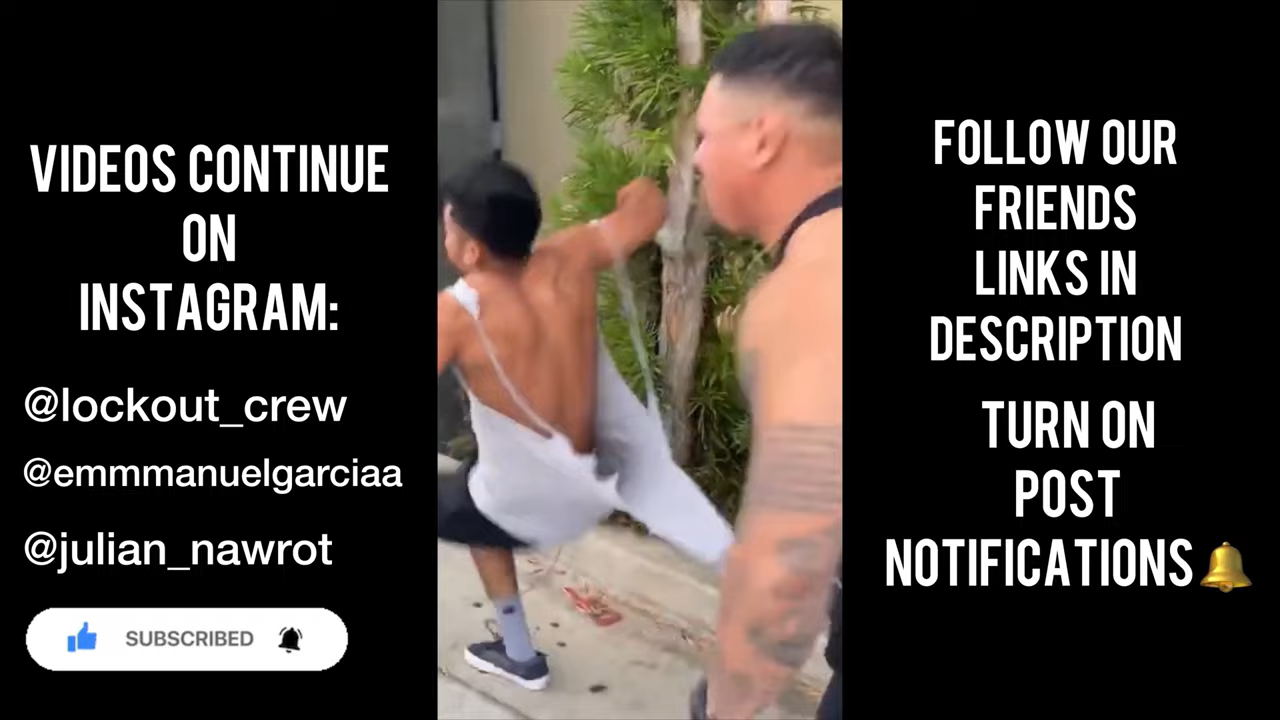 VIDEOS CONTINUE
ON
INSTAGRAM:
@lockout_crew
@emmmanuelgarciaa
@julian_nawrot
SUBSCRIBED
FOLLOW OUR
FRIENDS
LINKS IN
DESCRIPTION
TURN ON
POST
NOTIFICATIONS